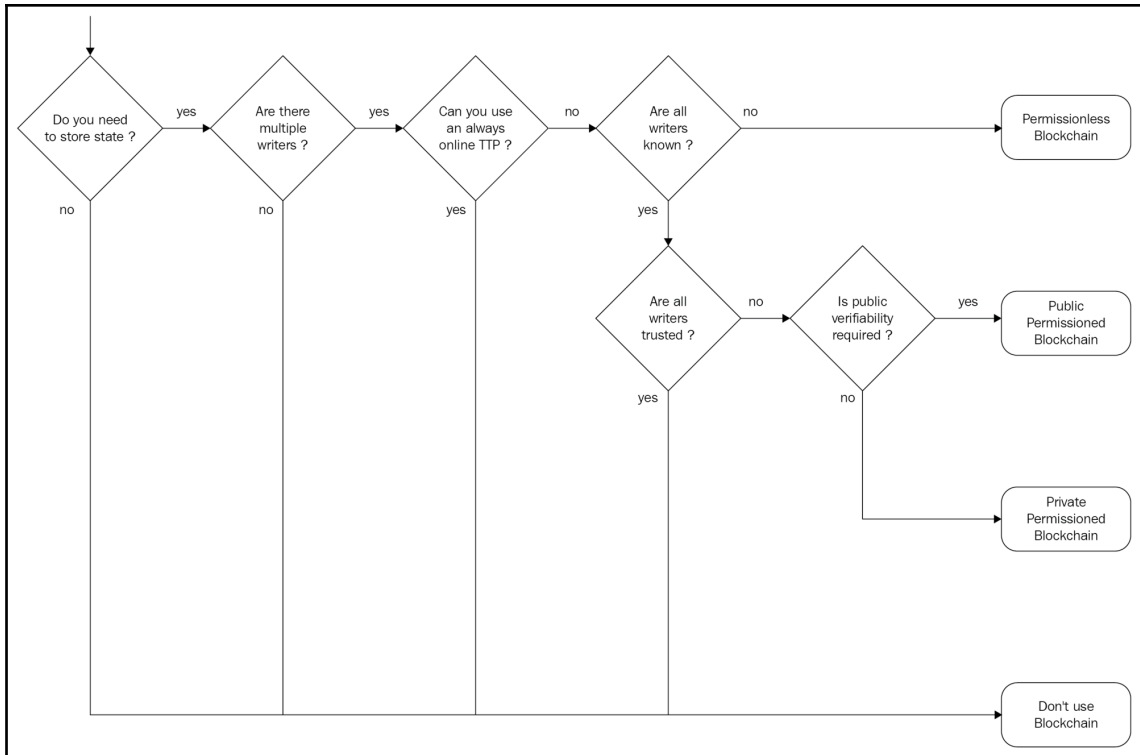 Do you need
to store state ?
yes
no
Are there
multiple
writers ?
yes
no
Can you use
an always
online TTP ?
no
yes
Are all
writers
known ?
no
yes
Permissionless
Blockchain
Are all
writers
trusted ?
no
yes
Is public
verifiability
required ?
yes
no
Public
Permissioned
Blockchain
Private
Permissioned
Blockchain
Don't use
Blockchain